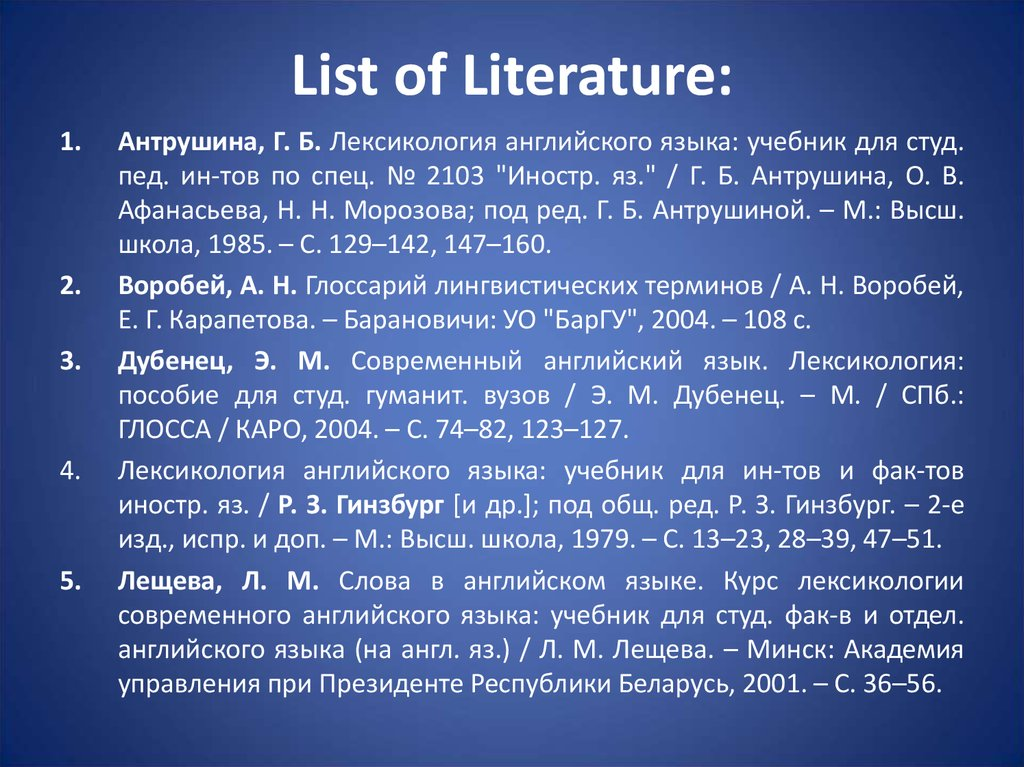 List of Literature:
1. Антрушина, Г. Б. Лексикология английского языка: учебник для студ.
пед. ин-тов по спец. № 2103 "Иностр. яз." / Г. Б. Антрушина, О. В.
Афанасьева, Н. Н. Морозова; под ред. Г. Б. Антрушиной. – М.: Высш.
школа, 1985. – С. 129–142, 147–160.
2. Воробей, А. Н. Глоссарий лингвистических терминов / А. Н. Воробей,
Е. Г. Карапетова. – Барановичи: УО "БарГУ", 2004. – 108 с.
3. Дубенец, Э. М. Современный английский язык. Лексикология:
пособие для студ. гуманит. вузов / Э. М. Дубенец. – М. / СПб.:
ГЛОССА / КАРО, 2004. – С. 74–82, 123–127.
4. Лексикология английского языка: учебник для ин-тов и фак-тов
иностр. яз. / Р. З. Гинзбург [и др.]; под общ. ред. Р. З. Гинзбург. – 2-е
изд., испр. и доп. – М.: Высш. школа, 1979. – С. 13–23, 28–39, 47–51.
5. Лещева, Л. М. Слова в английском языке. Курс лексикологии
современного английского языка: учебник для студ. фак-в и отдел.
английского языка (на англ. яз.) / Л. М. Лещева. – Минск: Академия
управления при Президенте Республики Беларусь, 2001. – С. 36–56.